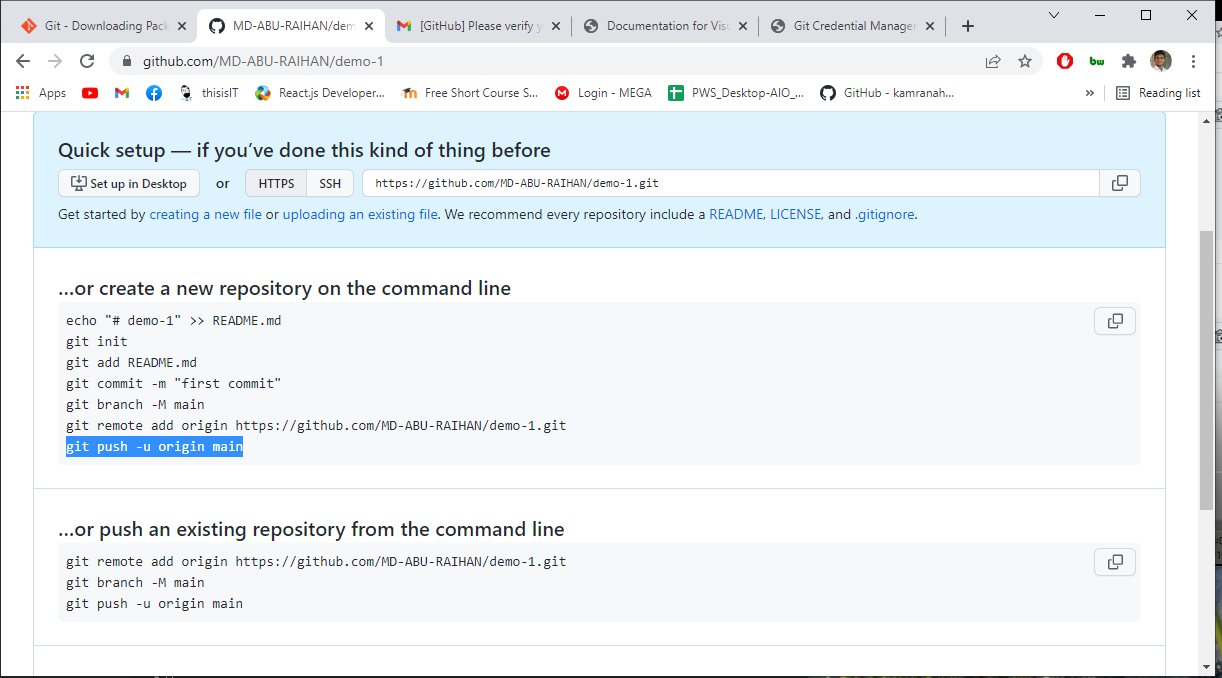 Git - Downloading Pack
MD-ABU-RAIHAN/demo
[GitHub] Please verify y
Documentation for Visu
Git Credential Manager
github.com/MD-ABU-RAIHAN/demo-1
bw
Apps
thisisIT
React.js Developer...
Free Short Course S...
Login - MEGA
PWS_Desktop-AIO_...
GitHub - kamranah...
»
Reading list
Quick setup — if you’ve done this kind of thing before
Set up in Desktop
or
HTTPS
SSH
https://github.com/MD-ABU-RAIHAN/demo-1.git
Get started by creating a new file or uploading an existing file. We recommend every repository include a README, LICENSE, and .gitignore.
…or create a new repository on the command line
echo "# demo-1" >> README.md
git init
git add README.md
git commit -m "first commit"
git branch -M main
git remote add origin https://github.com/MD-ABU-RAIHAN/demo-1.git
git push -u origin main
…or push an existing repository from the command line
git remote add origin https://github.com/MD-ABU-RAIHAN/demo-1.git
git branch -M main
git push -u origin main